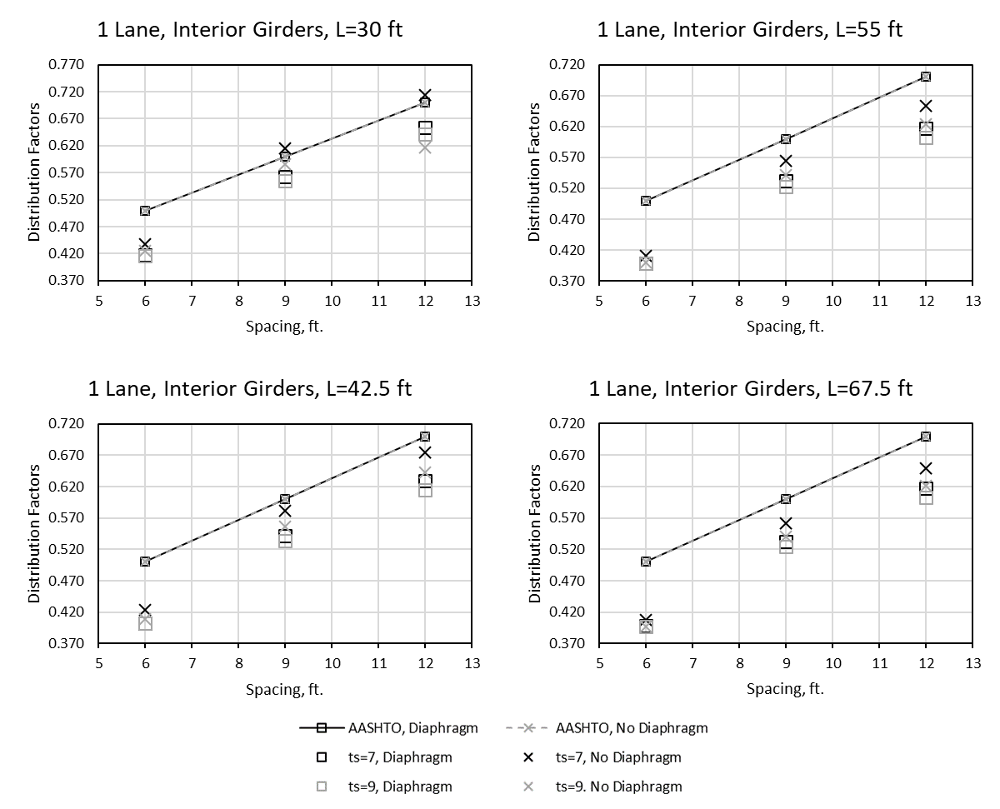 1 Lane, Interior Girders, L=30 ft
Distribution Factors
0.770
0.720
0.670
0.620
0.570
0.520
0.470
0.420
0.370
5 6 7 8 9 10 11 12 13
Spacing, ft.
1 Lane, Interior Girders, L=55 ft
Distribution Factors
0.720
0.670
0.620
0.570
0.520
0.470
0.420
0.370
5 6 7 8 9 10 11 12 13
Spacing, ft.
1 Lane, Interior Girders, L=42.5 ft
Distribution Factors
0.720
0.670
0.620
0.570
0.520
0.470
0.420
0.370
5 6 7 8 9 10 11 12 13
Spacing, ft.
1 Lane, Interior Girders, L=67.5 ft
Distribution Factors
0.720
0.670
0.620
0.570
0.520
0.470
0.420
0.370
5 6 7 8 9 10 11 12 13
Spacing, ft.
AASHTO, Diaphragm
AASHTO, No Diaphragm
ts=7, Diaphragm
ts=7, No Diaphragm
ts=9, Diaphragm
ts=9. No Diaphragm